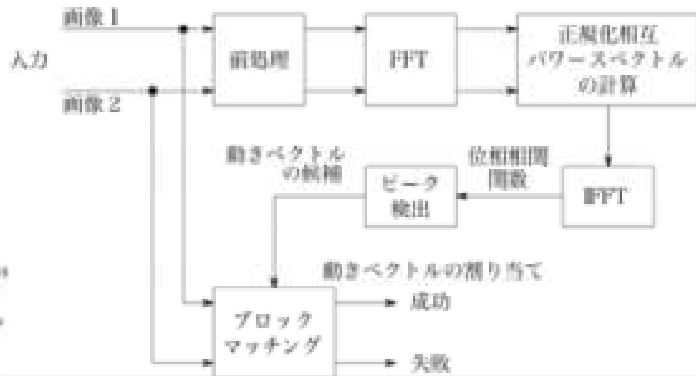 画像1
入力
画像2
前処理
FFT
正規化相互
パワースペクトル
の計算
動きベクトル
の候補
ピーク
検出
位相相関
関数
IFFT
動きベクトルの割り当て
ブロック
マッチング
成功
失敗